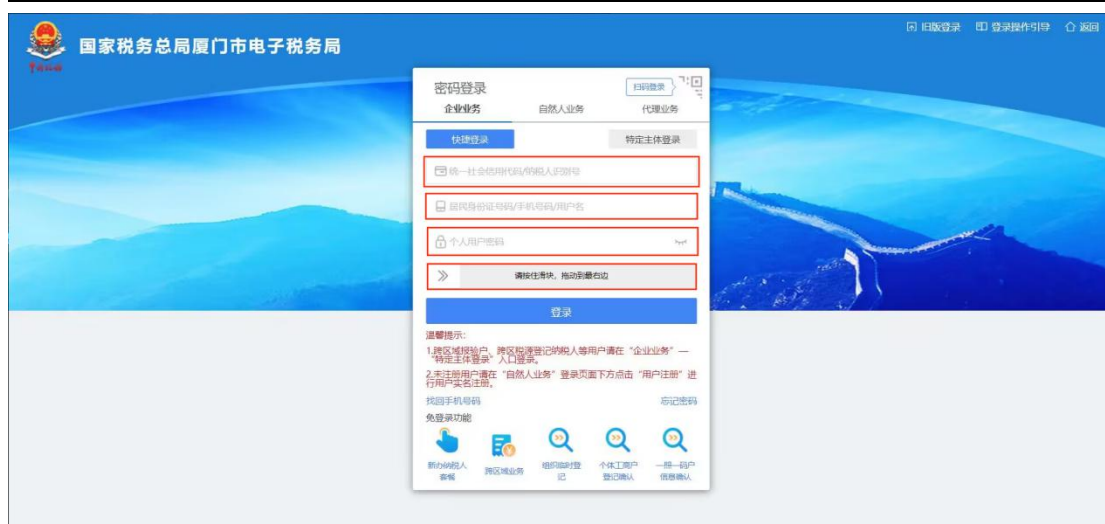 旧版登录 登录操作引导 返回
国家税务总局厦门市电子税务局
中国税务
密码登录 扫码登录
企业业务 自然人业务 代理业务
快捷登录 特定主体登录
统一社会信用代码/纳税人识别号
居民身份证号码/手机号码/用户名
个人用户密码
请按住滑块，拖动到最右边
登录
温馨提示：
1.跨区域报验户、跨区税源登记纳税人等用户请在“企业业务”—
“特定主体登录”入口登录。
2.未注册用户请在“自然人业务”登录页面下方点击“用户注册”进
行用户实名注册。
找回手机号码 忘记密码
免登录功能
新办纳税人
套餐
跨区域业务
组织临时登
记
个体工商户
登记确认
一照一码户
信息确认